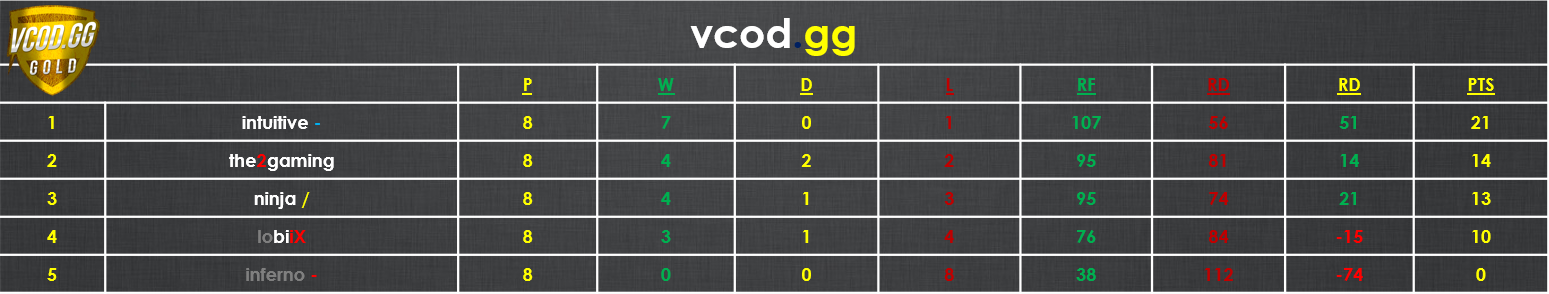 VCOD.GG
GOLD
vcod.gg
P W D L RF RD RD PTS
1 intuitive - 8 7 0 1 107 56 51 21
2 the2gaming 8 4 2 2 95 81 14 14
3 ninja / 8 4 1 3 95 74 21 13
4 lobiiX 8 3 1 4 76 84 -15 10
5 inferno - 8 0 0 8 38 112 -74 0